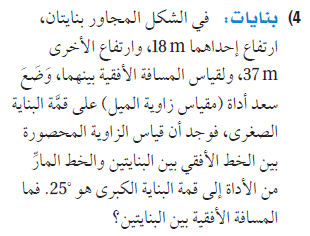 4) بنايات: في الشكل المجاور بنايتان،
ارتفاع إحداهما 18 m، وارتفاع الأخرى
37 m، ولقياس المسافة الأفقية بينهما، وَضَعَ
سعد أداة (مقياس زاوية الميل) على قمَّة البناية
الصغرى، فوجد أن قياس الزاوية المحصورة
بين الخط الأفقي بين البنايتين والخط المارِّ
من الأداة إلى قمة البناية الكبرى هو 25°. فما
المسافة الأفقية بين البنايتين؟